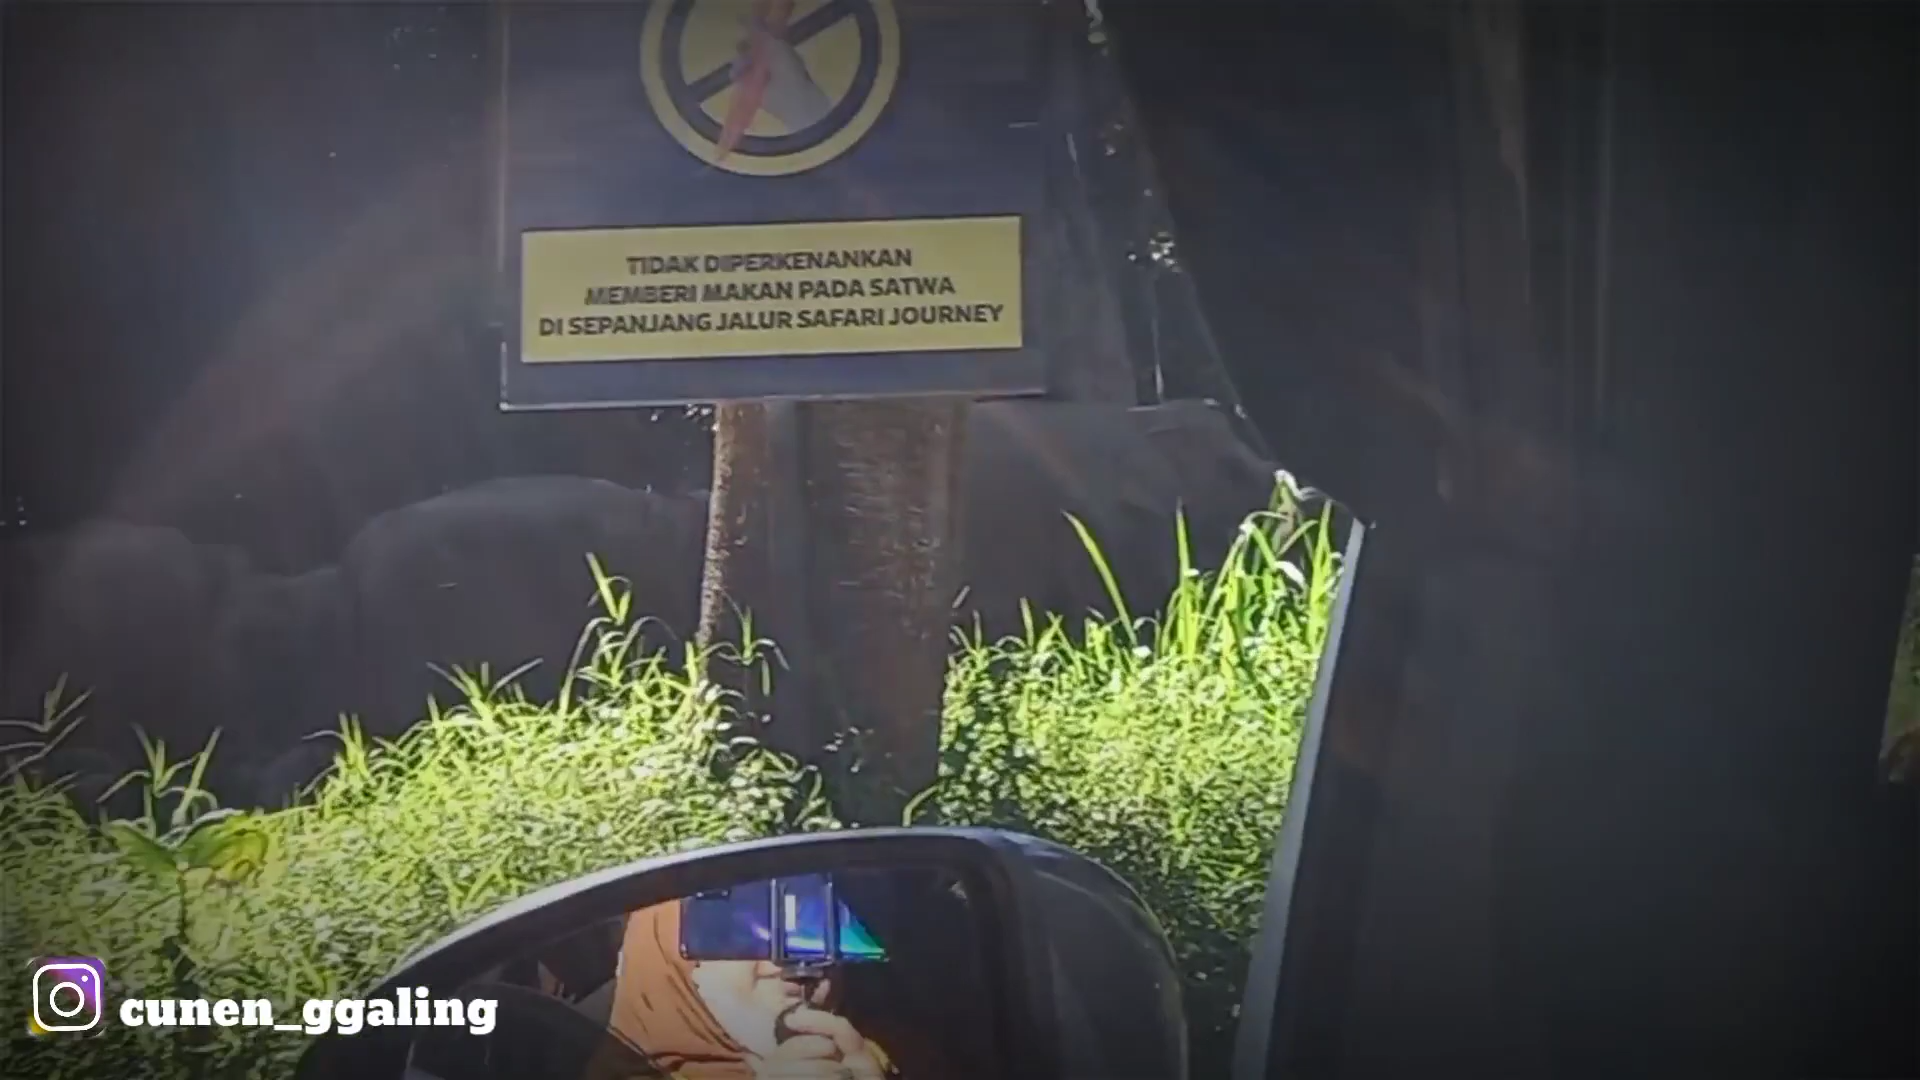 TIDAK DIPERKENANKAN
MEMBERI MAKAN PADA SATWA
DI SEPANJANG JALUR SAFARI JOURNEY
cunen_ggaling